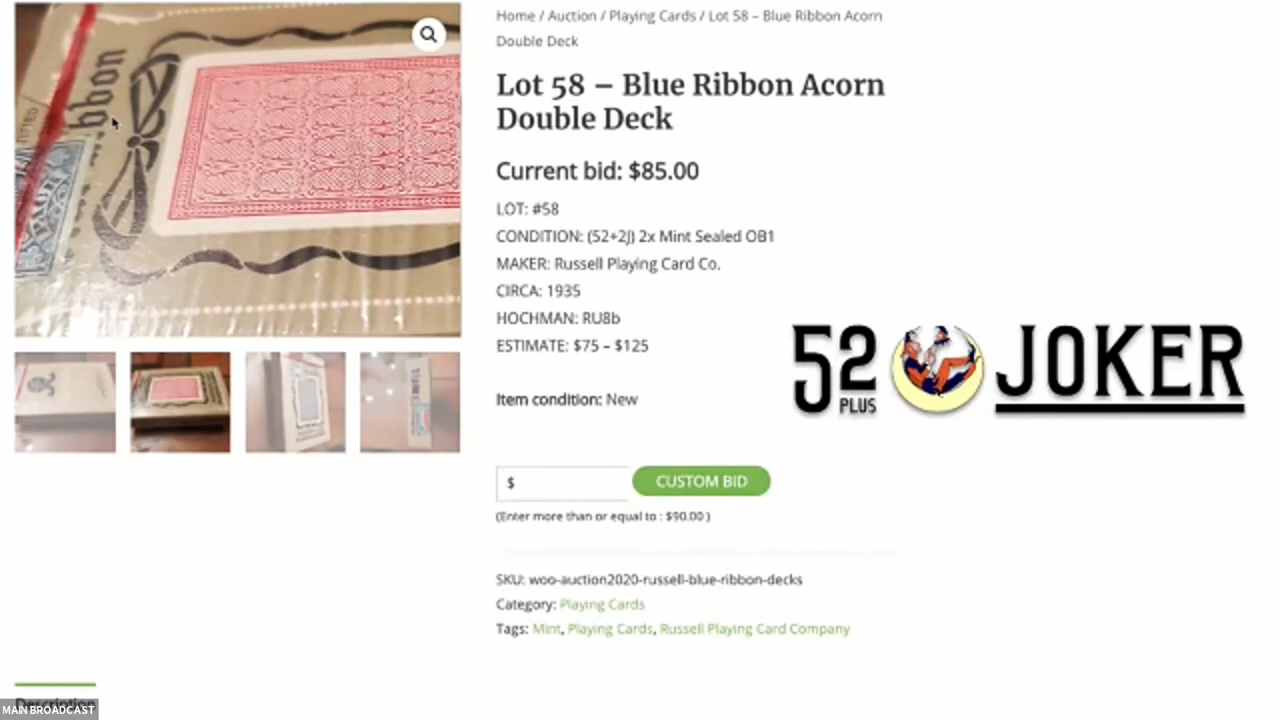 Home / Auction / Playing Cards / Lot 58 – Blue Ribbon Acorn
Double Deck
Lot 58 – Blue Ribbon Acorn
Double Deck
Current bid: $85.00
LOT: #58
CONDITION: (52+2J) 2x Mint Sealed OB1
MAKER: Russell Playing Card Co.
CIRCA: 1935
HOCHMAN: RU8b
ESTIMATE: $75 – $125
52 PLUS JOKER
Item condition: New
$
CUSTOM BID
(Enter more than or equal to : $90.00 )
SKU: woo-auction2020-russell-blue-ribbon-decks
Category: Playing Cards
Tags: Mint, Playing Cards, Russell Playing Card Company
Description
MAIN BROADCAST